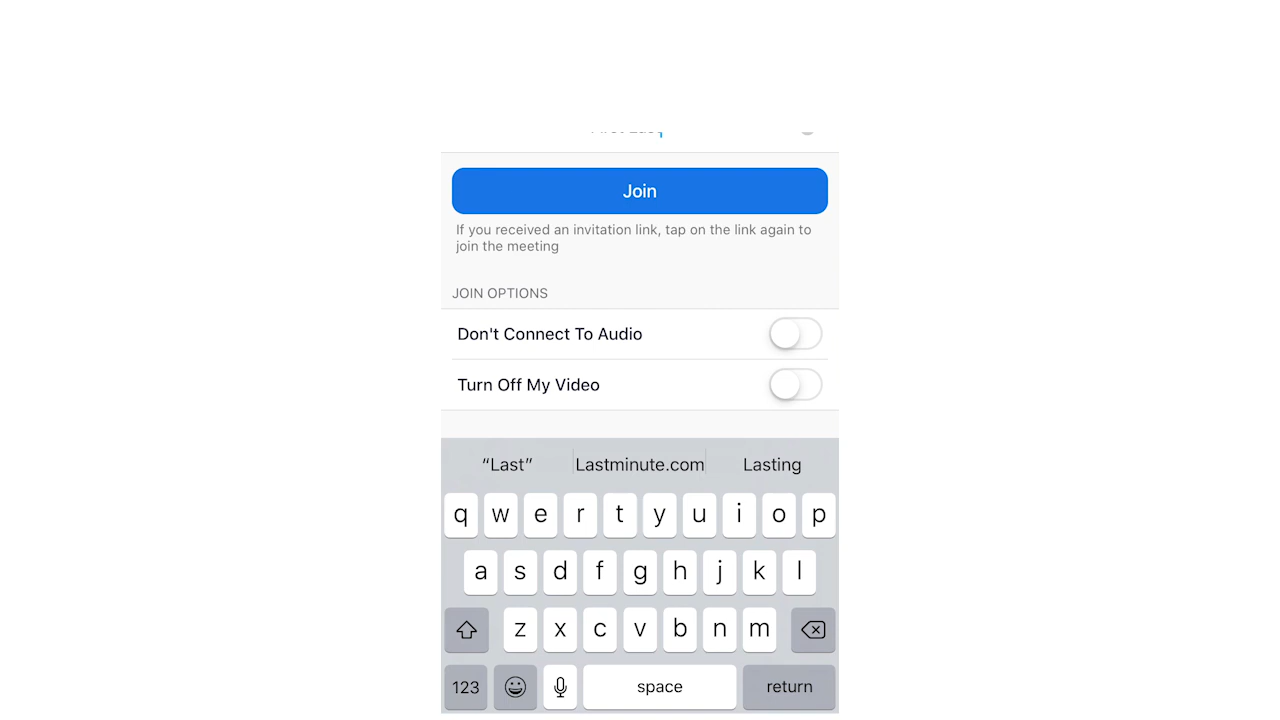 Join
If you received an invitation link, tap on the link again to
join the meeting
JOIN OPTIONS
Don't Connect To Audio
Turn Off My Video
“Last” Lastminute.com Lasting
q w e r t y u i o p
a s d f g h j k l
z x c v b n m
123 space return